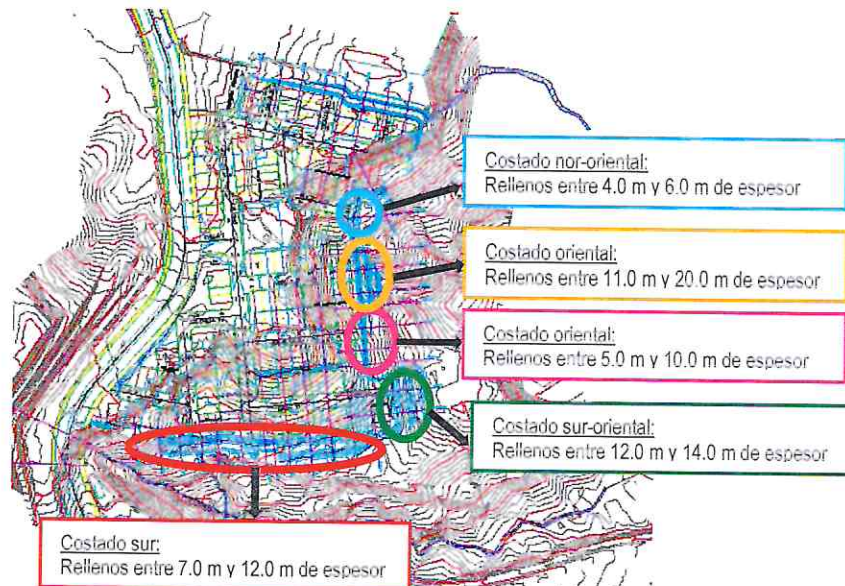 Costado nor-oriental:
Rellenos entre 4.0 m y 6.0 m de espesor
Costado oriental:
Rellenos entre 11.0 m y 20.0 m de espesor
Costado oriental:
Rellenos entre 5.0 m y 10.0 m de espesor
Costado sur-oriental:
Rellenos entre 12.0 m y 14.0 m de espesor
Costado sur:
Rellenos entre 7.0 m y 12.0 m de espesor